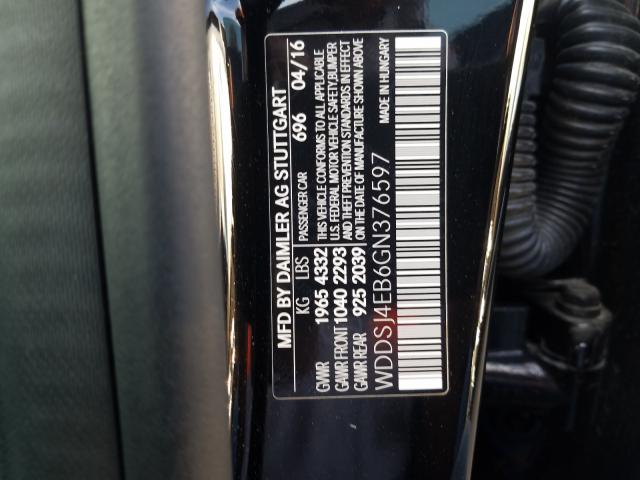 MFD BY DAIMLER AG STUTTGART
KG LBS PASSENGER CAR 696 04/16
GVWR 1965 4332 THIS VEHICLE CONFORMS TO ALL APPLICABLE
GAWR FRONT 1040 2293 U.S. FEDERAL MOTOR VEHICLE SAFETY, BUMPER
AND THEFT PREVENTION STANDARDS IN EFFECT
GAWR REAR 925 2039 ON THE DATE OF MANUFACTURE SHOWN ABOVE
WDDSJ4EB6GN376597 MADE IN HUNGARY